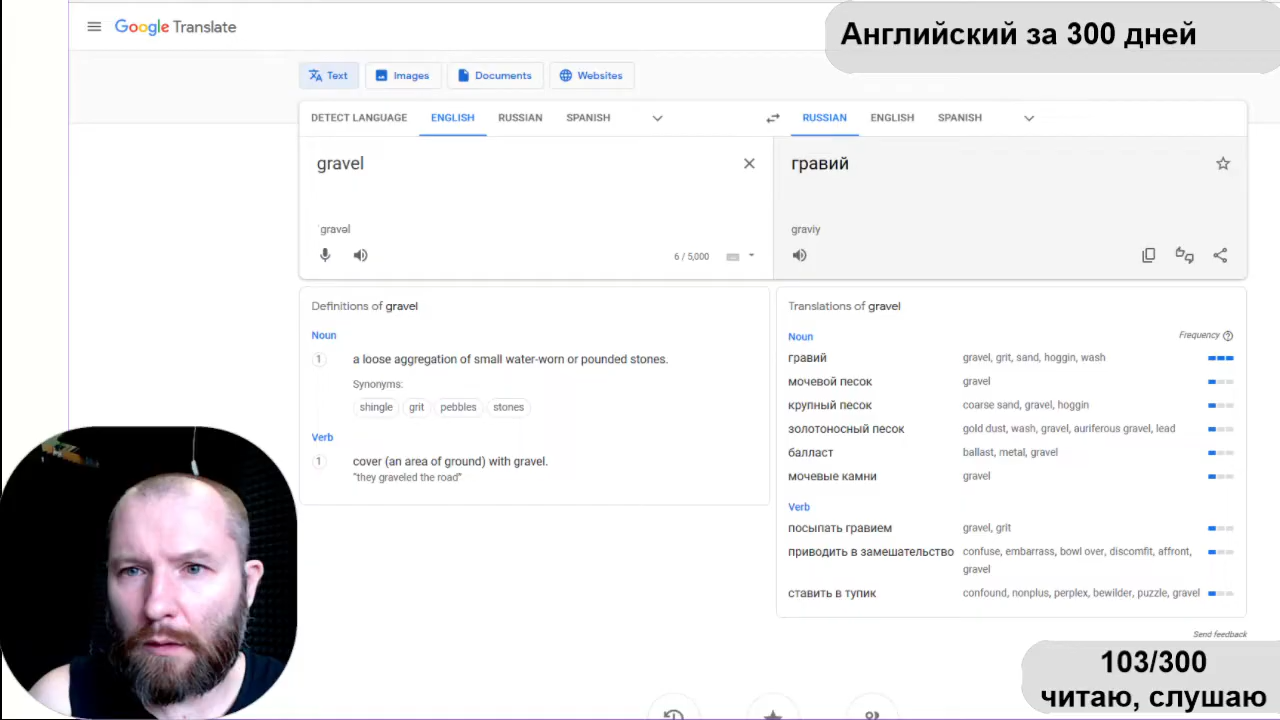 Google Translate
Английский за 300 дней
Text
Images
Documents
Websites
DETECT LANGUAGE
ENGLISH
RUSSIAN
SPANISH
RUSSIAN
ENGLISH
SPANISH
gravel
гравий
ˈɡravəl
graviy
6 / 5,000
Definitions of gravel
Noun
1
a loose aggregation of small water-worn or pounded stones.
Synonyms:
shingle
grit
pebbles
stones
Verb
1
cover (an area of ground) with gravel.
"they graveled the road"
Translations of gravel
Noun
Frequency
гравий
gravel, grit, sand, hoggin, wash
мочевой песок
gravel
крупный песок
coarse sand, gravel, hoggin
золотоносный песок
gold dust, wash, gravel, auriferous gravel, lead
балласт
ballast, metal, gravel
мочевые камни
gravel
Verb
посыпать гравием
gravel, grit
приводить в замешательство
confuse, embarrass, bowl over, discomfit, affront,
gravel
ставить в тупик
confound, nonplus, perplex, bewilder, puzzle, gravel
Send feedback
103/300
читаю, слушаю